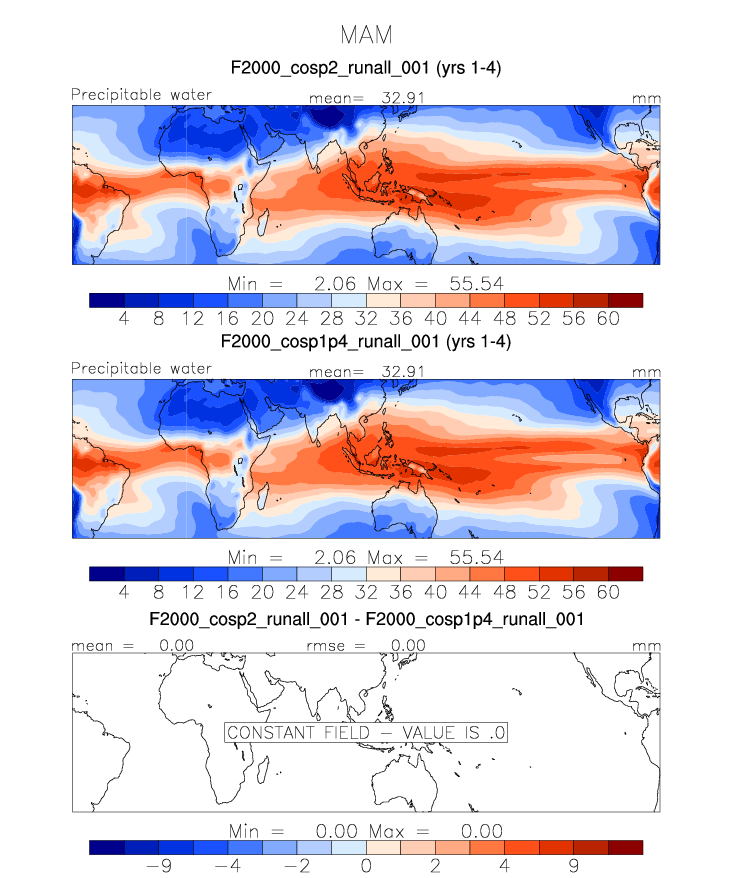 MAM
F2000_cosp2_runall_001 (yrs 1-4)
Precipitable water mean= 32.91 mm
Min = 2.06 Max = 55.54
4 8 12 16 20 24 28 32 36 40 44 48 52 56 60
F2000_cosp1p4_runall_001 (yrs 1-4)
Precipitable water mean= 32.91 mm
Min = 2.06 Max = 55.54
4 8 12 16 20 24 28 32 36 40 44 48 52 56 60
F2000_cosp2_runall_001 - F2000_cosp1p4_runall_001
mean = 0.00 rmse = 0.00 mm
CONSTANT FIELD - VALUE IS .0
Min = 0.00 Max = 0.00
-9 -4 -2 0 2 4 9